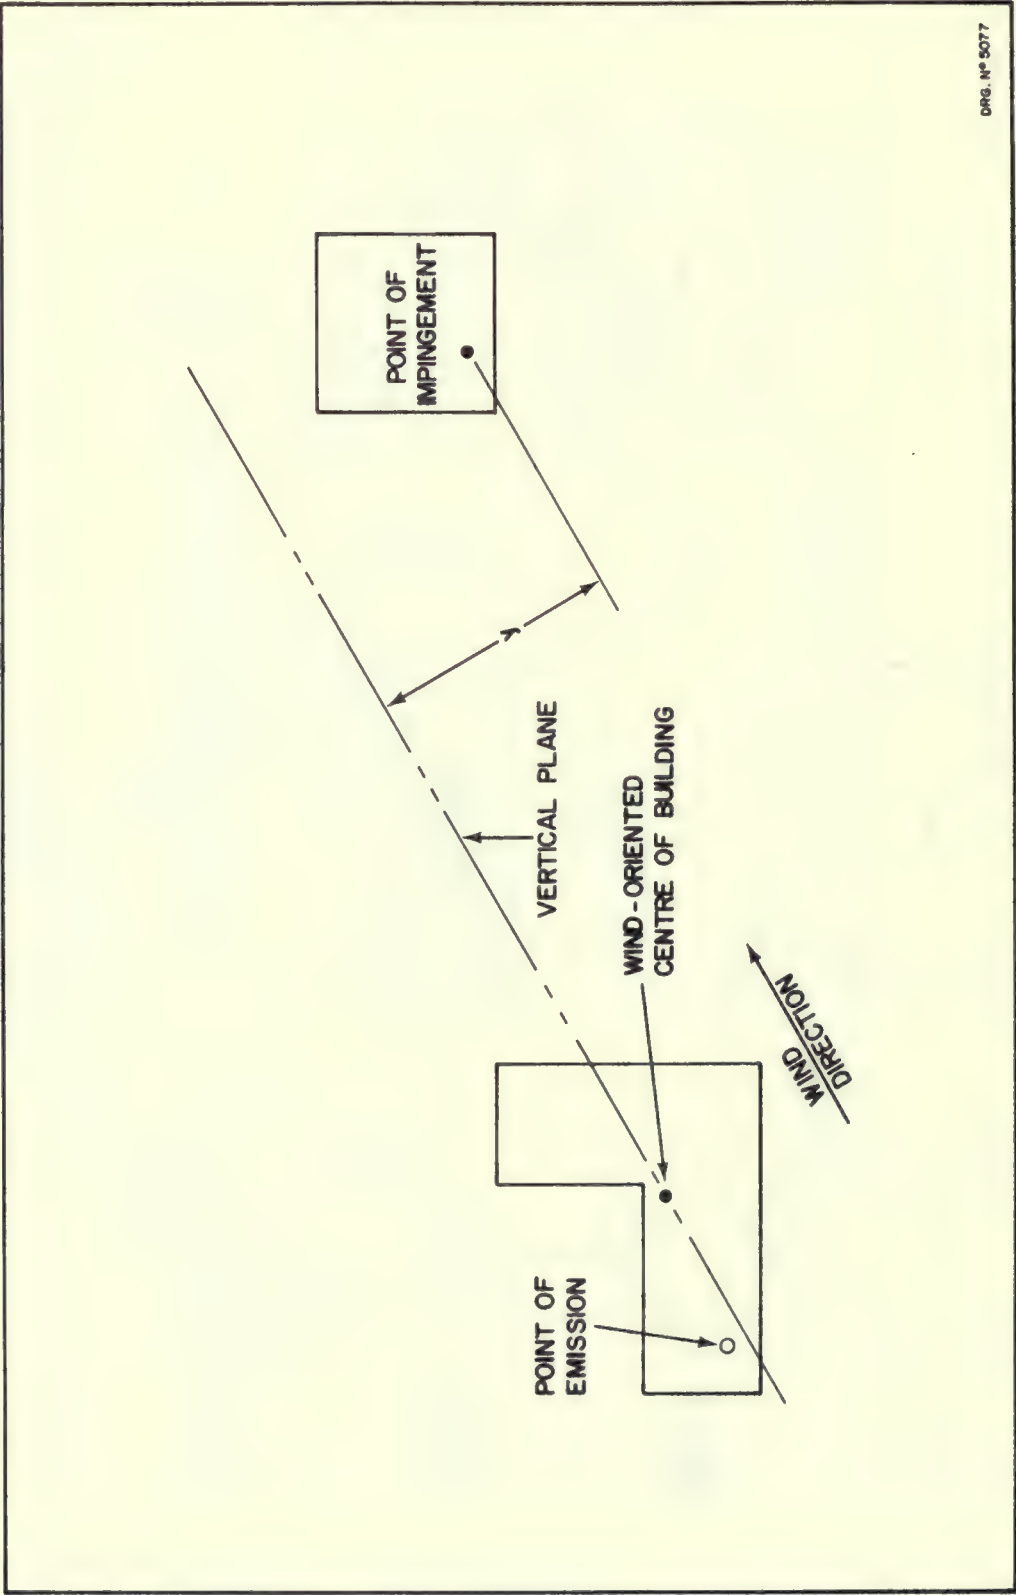 POINT OF
IMPINGEMENT
Y
VERTICAL PLANE
WIND-ORIENTED
CENTRE OF BUILDING
WIND
DIRECTION
POINT OF
EMISSION
DRG. Nº 5077